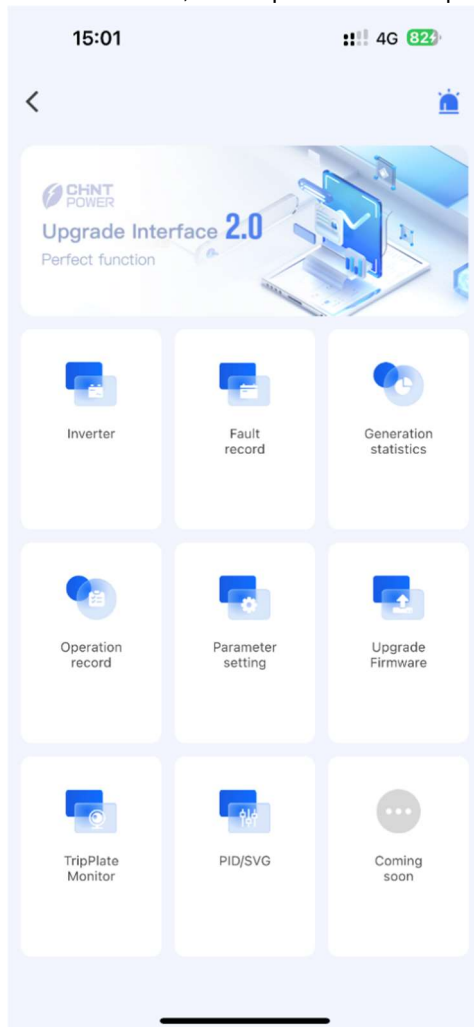 15:01
4G 82
CHNT
POWER
Upgrade Interface 2.0
Perfect function
Inverter
Fault
record
Generation
statistics
Operation
record
Parameter
setting
Upgrade
Firmware
TripPlate
Monitor
PID/SVG
Coming
soon